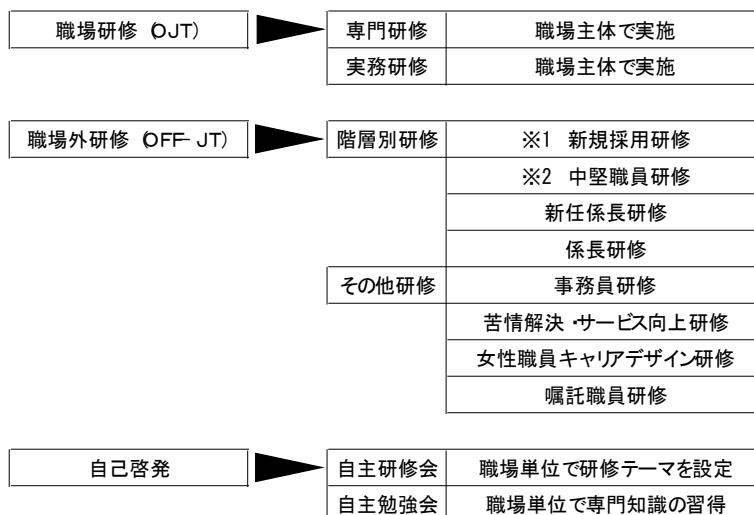 職場研修（OJT） 専門研修 職場主体で実施
実務研修 職場主体で実施
職場外研修（OFF-JT） 階層別研修 ※1 新規採用研修
※2 中堅職員研修
新任係長研修
係長研修
その他研修 事務員研修
苦情解決・サービス向上研修
女性職員キャリアデザイン研修
嘱託職員研修
自己啓発 自主研修会 職場単位で研修テーマを設定
自主勉強会 職場単位で専門知識の習得